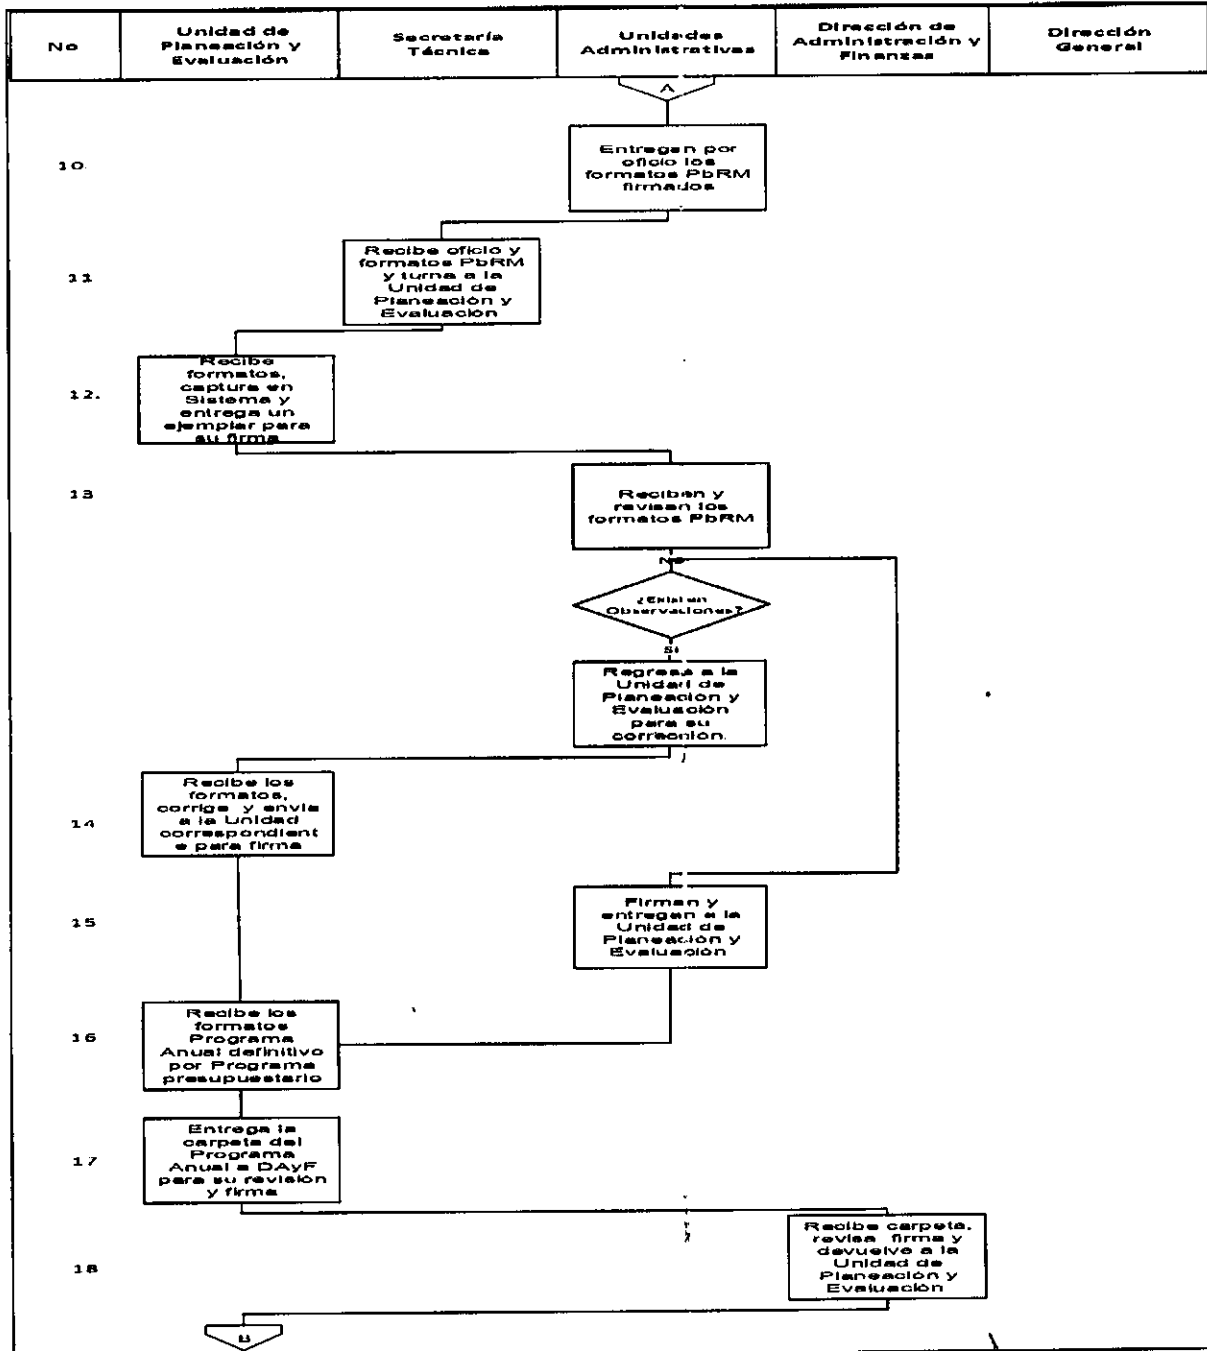 No
Unidad de
Planeación y
Evaluación
Secretaría
Técnica
Unidades
Administrativas
Dirección de
Administración y
Finanzas
Dirección
General
A
10.
Entregan por
oficio los
formatos PbRM
firmados
11
Recibe oficio y
formatos PbRM
y turna a la
Unidad de
Planeación y
Evaluación
12.
Recibe
formatos,
captura en
Sistema y
entrega un
ejemplar para
su firma
13
Reciben y
revisan los
formatos PbRM
No
¿Existen
Observaciones?
Si
Regresa a la
Unidad de
Planeación y
Evaluación
para su
corrección.
14
Recibe los
formatos,
corrige y envía
a la Unidad
correspondient
e para firma
15
Firman y
entregan a la
Unidad de
Planeación y
Evaluación
16
Recibe los
formatos
Programa
Anual definitivo
por Programa
presupuestario
17
Entrega la
carpeta del
Programa
Anual a DAyF
para su revisión
y firma
18
Recibe carpeta,
revisa firma y
devuelve a la
Unidad de
Planeación y
Evaluación
B